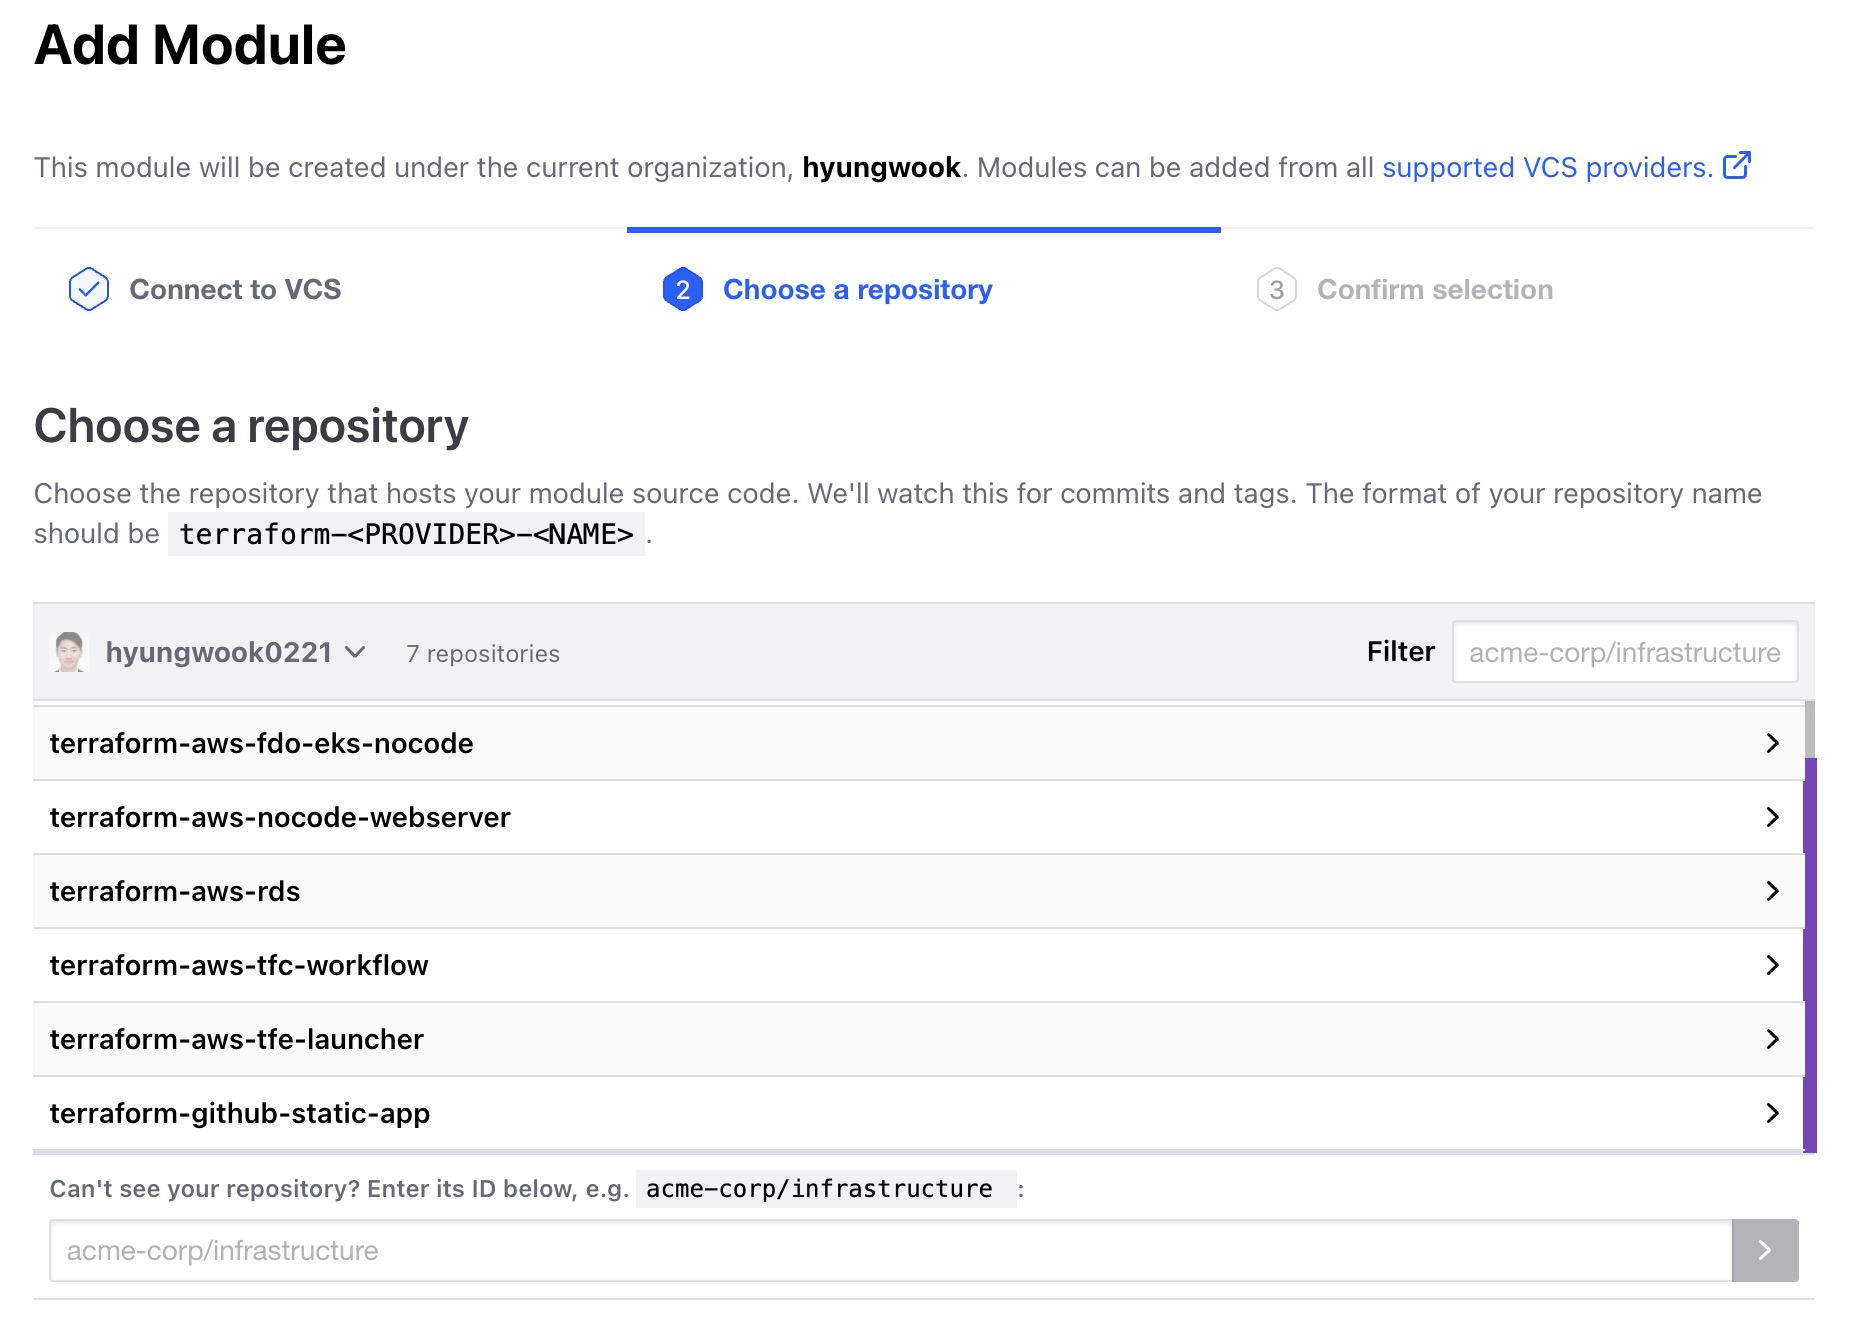 Add Module
This module will be created under the current organization, hyungwook. Modules can be added from all supported VCS providers.
Connect to VCS
2 Choose a repository
3 Confirm selection
Choose a repository
Choose the repository that hosts your module source code. We'll watch this for commits and tags. The format of your repository name
should be terraform-<PROVIDER>-<NAME> .
hyungwook0221 7 repositories Filter acme-corp/infrastructure
terraform-aws-fdo-eks-nocode
terraform-aws-nocode-webserver
terraform-aws-rds
terraform-aws-tfc-workflow
terraform-aws-tfe-launcher
terraform-github-static-app
Can't see your repository? Enter its ID below, e.g. acme-corp/infrastructure :
acme-corp/infrastructure